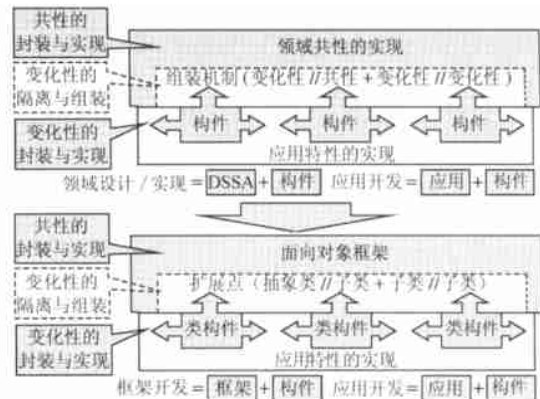 共性的
封装与实现
领域共性的实现
变化性的
隔离与组装
组装机制(变化性//共性+变化性//变化性)
变化性的
封装与实现
构件 构件 构件
应用特性的实现
领域设计/实现=DSSA+构件 应用开发=应用+构件
共性的
封装与实现
面向对象框架
变化性的
隔离与组装
扩展点(抽象类//子类+子类//子类)
变化性的
封装与实现
类构件 类构件 类构件
应用特性的实现
框架开发=框架+构件 应用开发=应用+构件